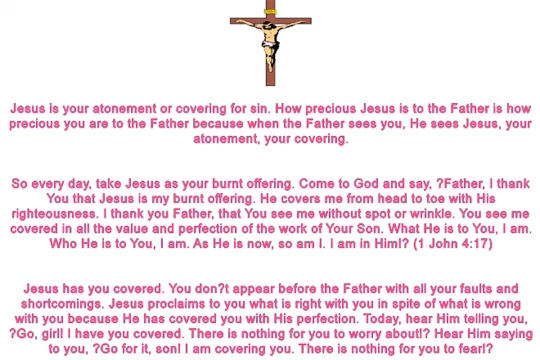 Jesus is your atonement or covering for sin. How precious Jesus is to the Father is how
precious you are to the Father because when the Father sees you, He sees Jesus, your
atonement, your covering.
So every day, take Jesus as your burnt offering. Come to God and say, ?Father, I thank
You that Jesus is my burnt offering. He covers me from head to toe with His
righteousness. I thank you Father, that You see me without spot or wrinkle. You see me
covered in all the value and perfection of the work of Your Son. What He is to You, I am.
Who He is to You, I am. As He is now, so am I. I am in Him!? (1 John 4:17)
Jesus has you covered. You don?t appear before the Father with all your faults and
shortcomings. Jesus proclaims to you what is right with you in spite of what is wrong
with you because He has covered you with His perfection. Today, hear Him telling you,
?Go, girl! I have you covered. There is nothing for you to worry about!? Hear Him saying
to you, ?Go for it, son! I am covering you. There is nothing for you to fear!?